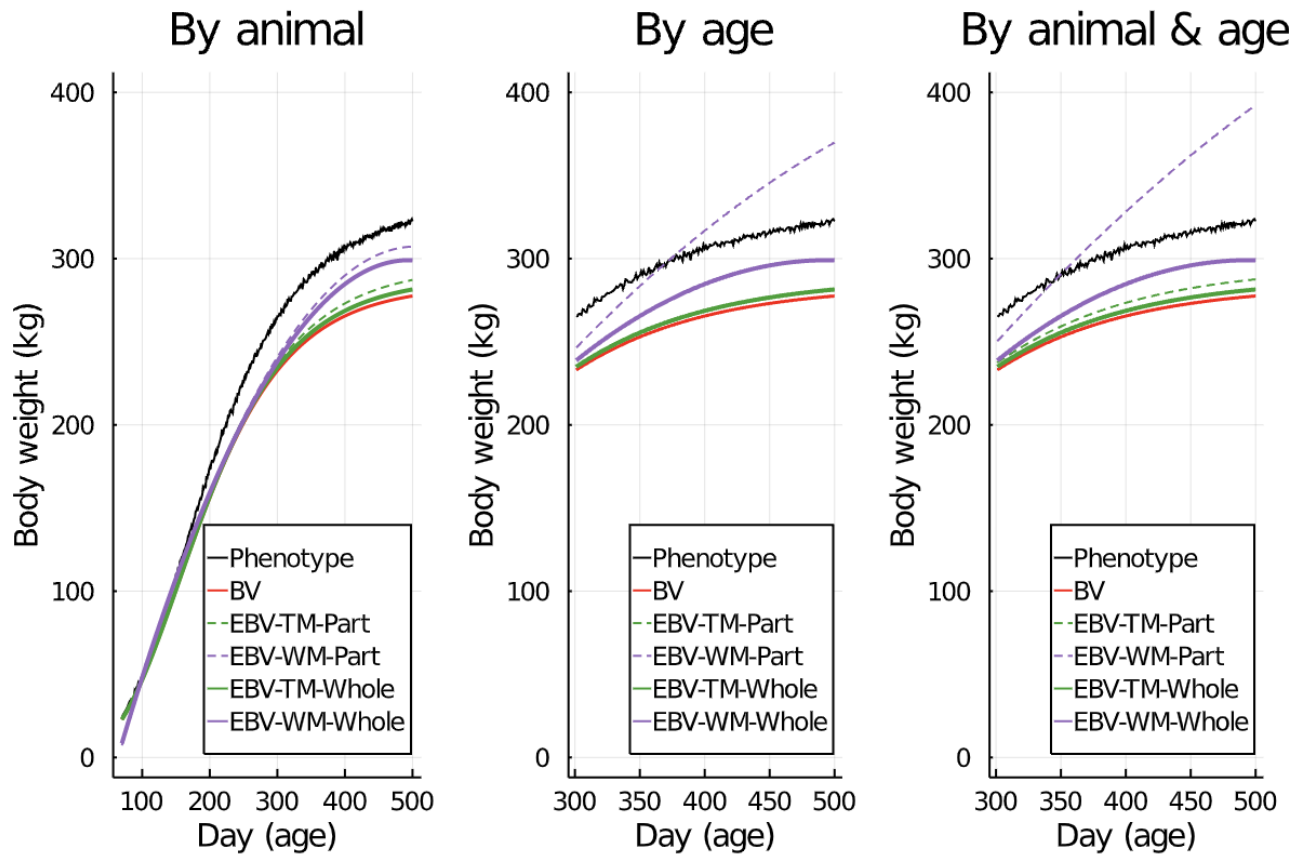 By animal
Body weight (kg)
400
300
200
100
0
Phenotype
BV
EBV-TM-Part
EBV-WM-Part
EBV-TM-Whole
EBV-WM-Whole
100 200 300 400 500
Day (age)
By age
Body weight (kg)
400
300
200
100
0
Phenotype
BV
EBV-TM-Part
EBV-WM-Part
EBV-TM-Whole
EBV-WM-Whole
300 350 400 450 500
Day (age)
By animal & age
Body weight (kg)
400
300
200
100
0
Phenotype
BV
EBV-TM-Part
EBV-WM-Part
EBV-TM-Whole
EBV-WM-Whole
300 350 400 450 500
Day (age)